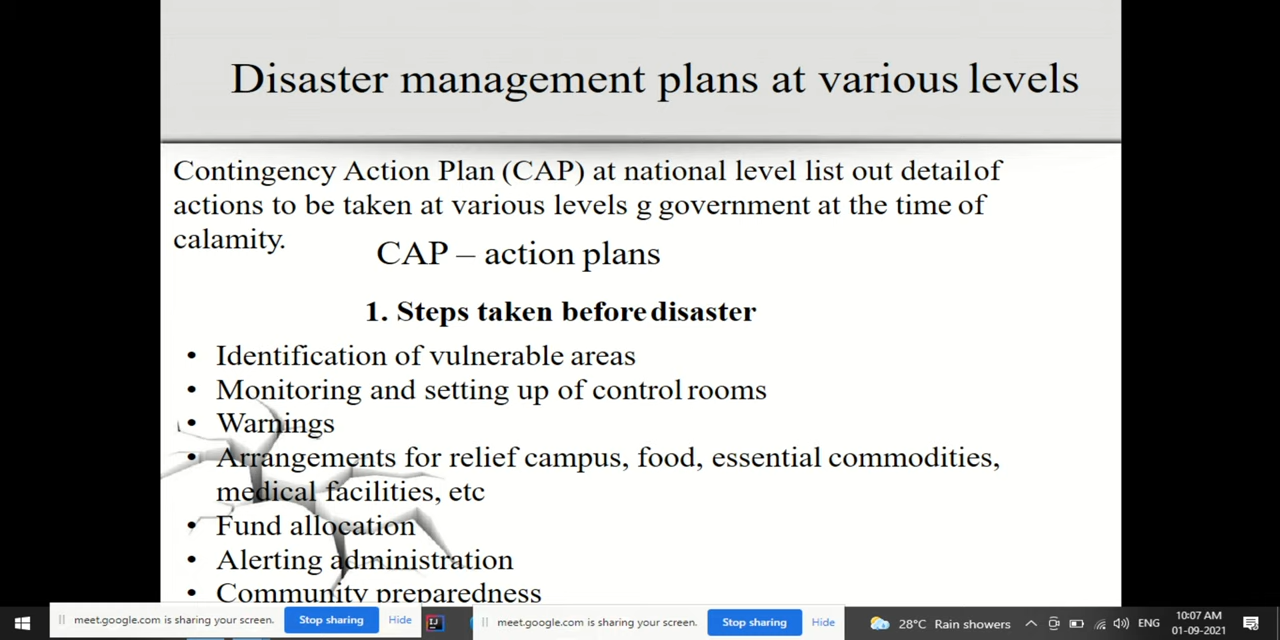 Disaster management plans at various levels
Contingency Action Plan (CAP) at national level list out detail of
actions to be taken at various levels g government at the time of
calamity.
CAP – action plans
1. Steps taken before disaster
• Identification of vulnerable areas
• Monitoring and setting up of control rooms
• Warnings
• Arrangements for relief campus, food, essential commodities,
medical facilities, etc
• Fund allocation
• Alerting administration
• Community preparedness
meet.google.com is sharing your screen. Stop sharing Hide
meet.google.com is sharing your screen. Stop sharing Hide
28°C Rain showers
ENG
10:07 AM
01-09-2021